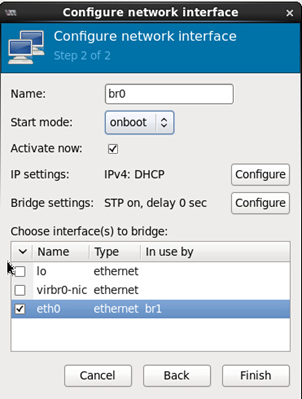 Configure network interface
Configure network interface
Step 2 of 2
Name: br0
Start mode: onboot
Activate now:
IP settings: IPv4: DHCP Configure
Bridge settings: STP on, delay 0 sec Configure
Choose interface(s) to bridge:
Name Type In use by
lo ethernet
virbr0-nic ethernet
eth0 ethernet br1
Cancel Back Finish